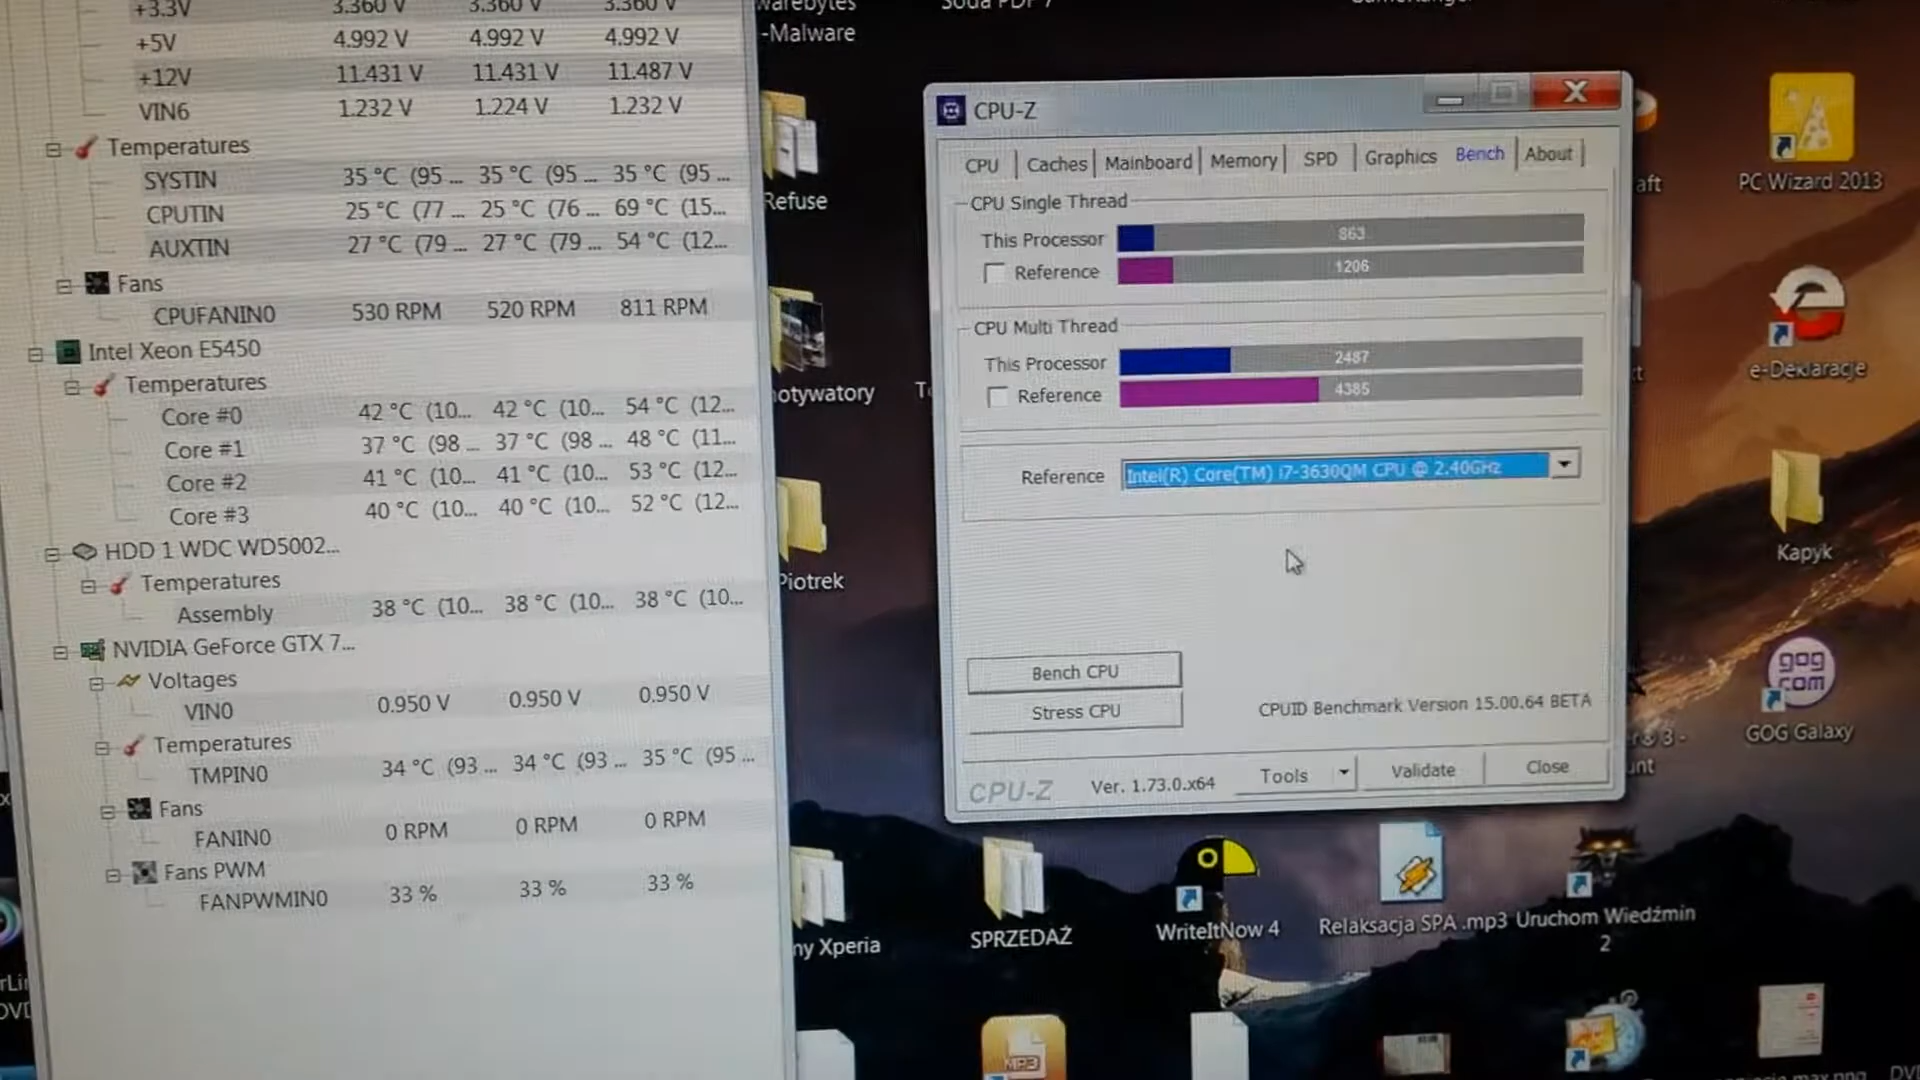 +3.3V 3.360 V 3.360 V 3.360 V
+5V 4.992 V 4.992 V 4.992 V
+12V 11.431 V 11.431 V 11.487 V
VIN6 1.232 V 1.224 V 1.232 V
Temperatures
SYSTIN 35 °C (95 ... 35 °C (95 ... 35 °C (95 ...
CPUTIN 25 °C (77 ... 25 °C (76 ... 69 °C (15...
AUXTIN 27 °C (79 ... 27 °C (79 ... 54 °C (12...
Fans
CPUFANIN0 530 RPM 520 RPM 811 RPM
Intel Xeon E5450
Temperatures
Core #0 42 °C (10... 42 °C (10... 54 °C (12...
Core #1 37 °C (98 ... 37 °C (98 ... 48 °C (11...
Core #2 41 °C (10... 41 °C (10... 53 °C (12...
Core #3 40 °C (10... 40 °C (10... 52 °C (12...
HDD 1 WDC WD5002...
Temperatures
Assembly 38 °C (10... 38 °C (10... 38 °C (10...
NVIDIA GeForce GTX 7...
Voltages
VIN0 0.950 V 0.950 V 0.950 V
Temperatures
TMPIN0 34 °C (93 ... 34 °C (93 ... 35 °C (95 ...
Fans
FANIN0 0 RPM 0 RPM 0 RPM
Fans PWM
FANPWMIN0 33 % 33 % 33 %
warebytes
-Malware
Soda PDF 7
Refuse
otywatory
Piotrek
ny Xperia
CPU-Z
CPU Caches Mainboard Memory SPD Graphics Bench About
CPU Single Thread
This Processor 863
Reference 1206
CPU Multi Thread
This Processor 2487
Reference 4385
Reference Intel(R) Core(TM) i7-3630QM CPU @ 2.40GHz
Bench CPU
Stress CPU
CPUID Benchmark Version 15.00.64 BETA
CPU-Z Ver. 1.73.0.x64 Tools Validate Close
PC Wizard 2013
e-Deklaracje
Kapyk
gog
com
GOG Galaxy
SPRZEDAŻ
WriteItNow 4
Relaksacja SPA .mp3
Uruchom Wiedźmin
2
MP3